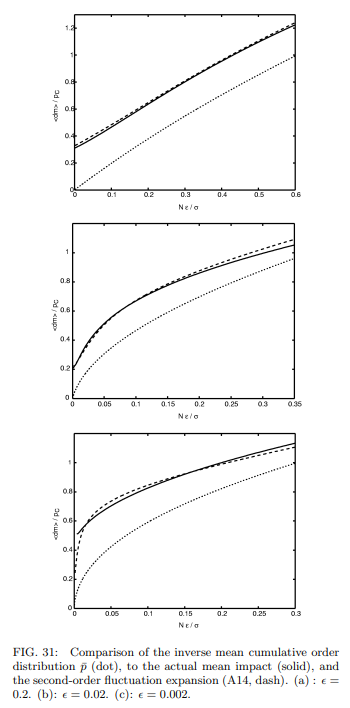 1.2
1
0.8
0.6
0.4
0.2
0
<dm> / pC
0 0.1 0.2 0.3 0.4 0.5 0.6
N ε / σ
1
0.8
0.6
0.4
0.2
0
<dm> / pC
0 0.05 0.1 0.15 0.2 0.25 0.3 0.35
N ε / σ
1
0.8
0.6
0.4
0.2
0
<dm> / pC
0 0.05 0.1 0.15 0.2 0.25 0.3
N ε / σ
FIG. 31: Comparison of the inverse mean cumulative order
distribution p̄ (dot), to the actual mean impact (solid), and
the second-order fluctuation expansion (A14, dash). (a) : ϵ =
0.2. (b): ϵ = 0.02. (c): ϵ = 0.002.